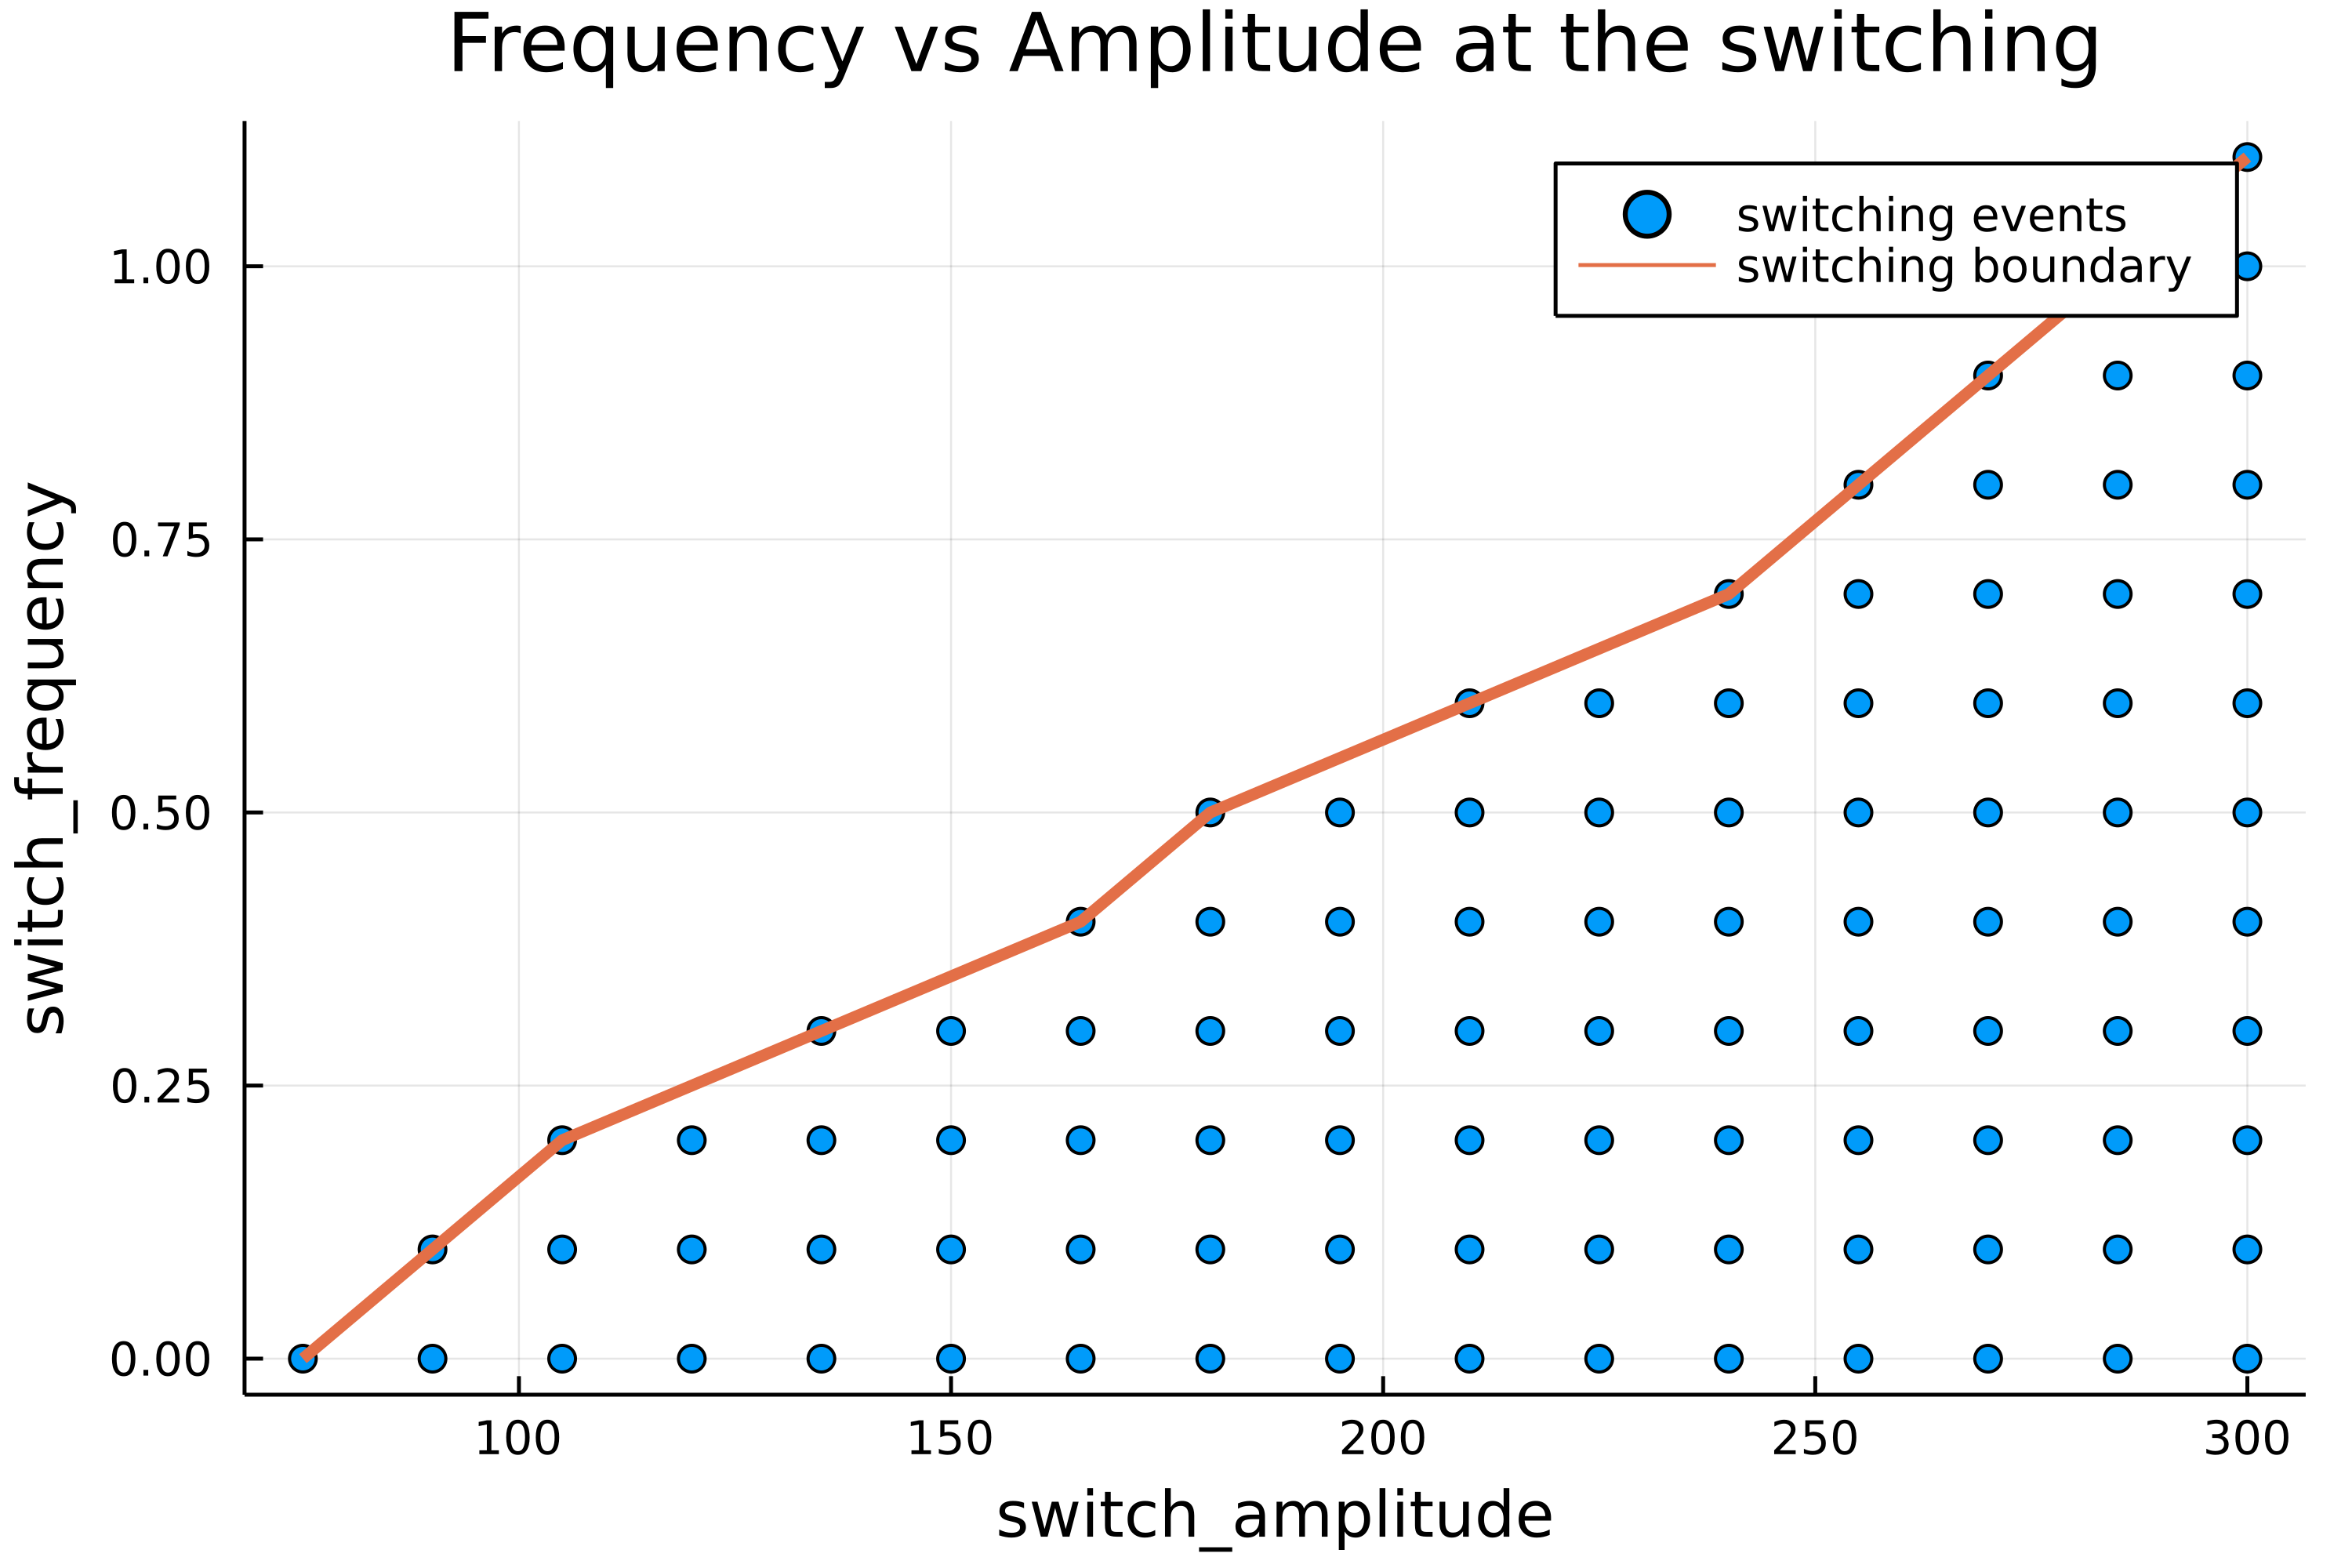 Frequency vs Amplitude at the switching
switching events
switching boundary
1.00
0.75
0.50
0.25
0.00
switch_frequency
100
150
200
250
300
switch_amplitude